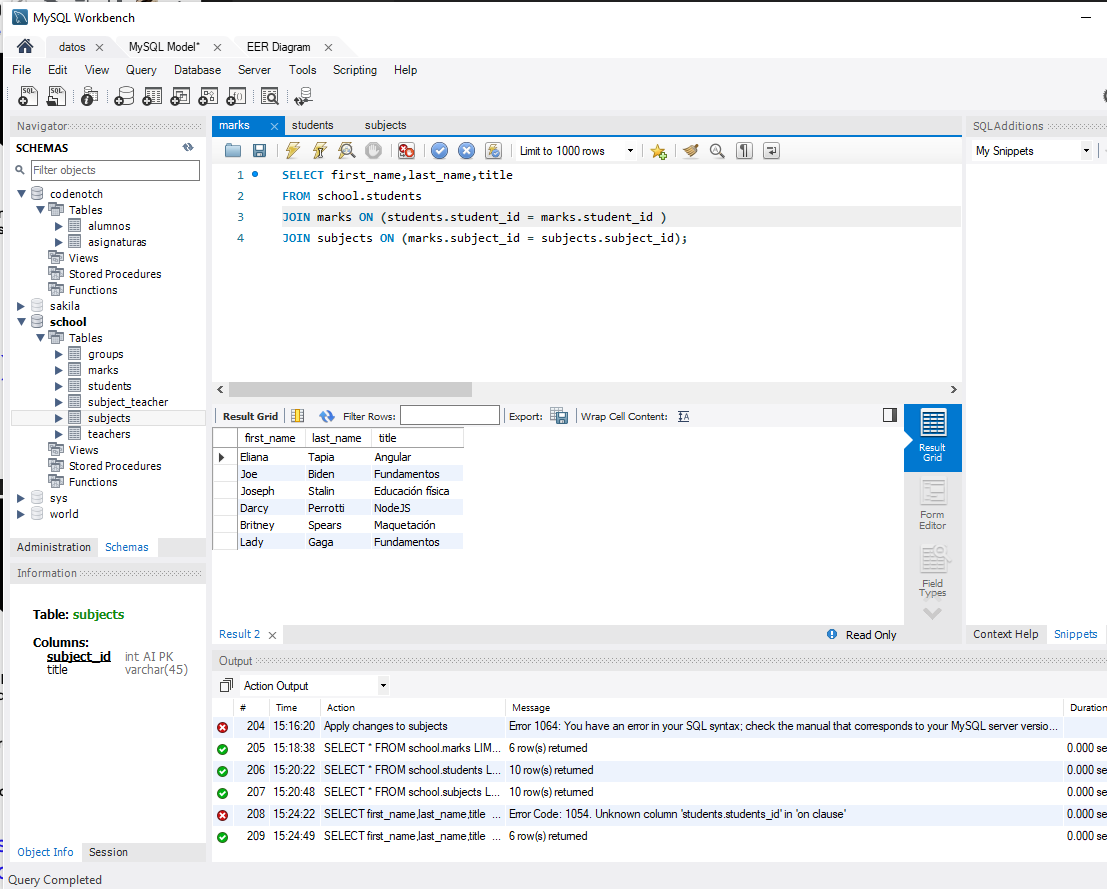 MySQL Workbench
datos MySQL Model* EER Diagram
File Edit View Query Database Server Tools Scripting Help
Navigator
SCHEMAS
Filter objects
codenotch
Tables
alumnos
asignaturas
Views
Stored Procedures
Functions
sakila
school
Tables
groups
marks
students
subject_teacher
subjects
teachers
Views
Stored Procedures
Functions
sys
world
Administration Schemas
Information
Table: subjects
Columns:
subject_id int AI PK
title varchar(45)
Object Info Session
marks students subjects
Limit to 1000 rows
1 SELECT first_name,last_name,title
2 FROM school.students
3 JOIN marks ON (students.student_id = marks.student_id )
4 JOIN subjects ON (marks.subject_id = subjects.subject_id);
Result Grid Filter Rows: Export: Wrap Cell Content:
first_name last_name title
Eliana Tapia Angular
Joe Biden Fundamentos
Joseph Stalin Educación física
Darcy Perrotti NodeJS
Britney Spears Maquetación
Lady Gaga Fundamentos
Result
Grid
Form
Editor
Field
Types
Result 2 Read Only
SQLAdditions
My Snippets
Context Help Snippets
Output
Action Output
# Time Action Message Duration
204 15:16:20 Apply changes to subjects Error 1064: You have an error in your SQL syntax; check the manual that corresponds to your MySQL server versio...
205 15:18:38 SELECT * FROM school.marks LIM... 6 row(s) returned 0.000 se
206 15:20:22 SELECT * FROM school.students L... 10 row(s) returned 0.000 se
207 15:20:48 SELECT * FROM school.subjects L... 10 row(s) returned 0.000 se
208 15:24:22 SELECT first_name,last_name,title ... Error Code: 1054. Unknown column 'students.students_id' in 'on clause' 0.000 se
209 15:24:49 SELECT first_name,last_name,title ... 6 row(s) returned 0.000 se
Query Completed